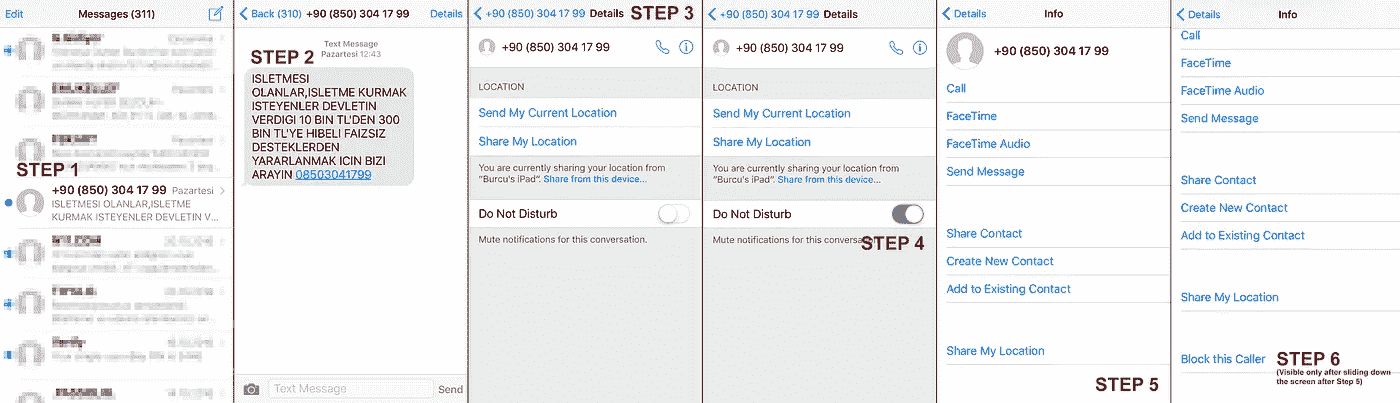 Edit
Messages (311)
STEP 1
+90 (850) 304 17 99 Pazartesi
ISLETMESI OLANLAR,ISLETME
KURMAK ISTEYENLER DEVLETIN V...
Back (310)
+90 (850) 304 17 99
Details
Text Message
Pazartesi 12:43
STEP 2
ISLETMESI
OLANLAR,ISLETME KURMAK
ISTEYENLER DEVLETIN
VERDIGI 10 BIN TL'DEN 300
BIN TL'YE HIBELI FAIZSIZ
DESTEKLERDEN
YARARLANMAK ICIN BIZI
ARAYIN 08503041799
Text Message
Send
+90 (850) 304 17 99
Details
STEP 3
+90 (850) 304 17 99
LOCATION
Send My Current Location
Share My Location
You are currently sharing your location from
"Burcu's iPad". Share from this device...
Do Not Disturb
Mute notifications for this conversation.
+90 (850) 304 17 99
Details
+90 (850) 304 17 99
LOCATION
Send My Current Location
Share My Location
You are currently sharing your location from
"Burcu's iPad". Share from this device...
Do Not Disturb
Mute notifications for this conversation.
STEP 4
Details
Info
+90 (850) 304 17 99
Call
FaceTime
FaceTime Audio
Send Message
Share Contact
Create New Contact
Add to Existing Contact
Share My Location
STEP 5
Details
Info
Call
FaceTime
FaceTime Audio
Send Message
Share Contact
Create New Contact
Add to Existing Contact
Share My Location
Block this Caller
STEP 6
(Visible only after sliding down
the screen after Step 5)